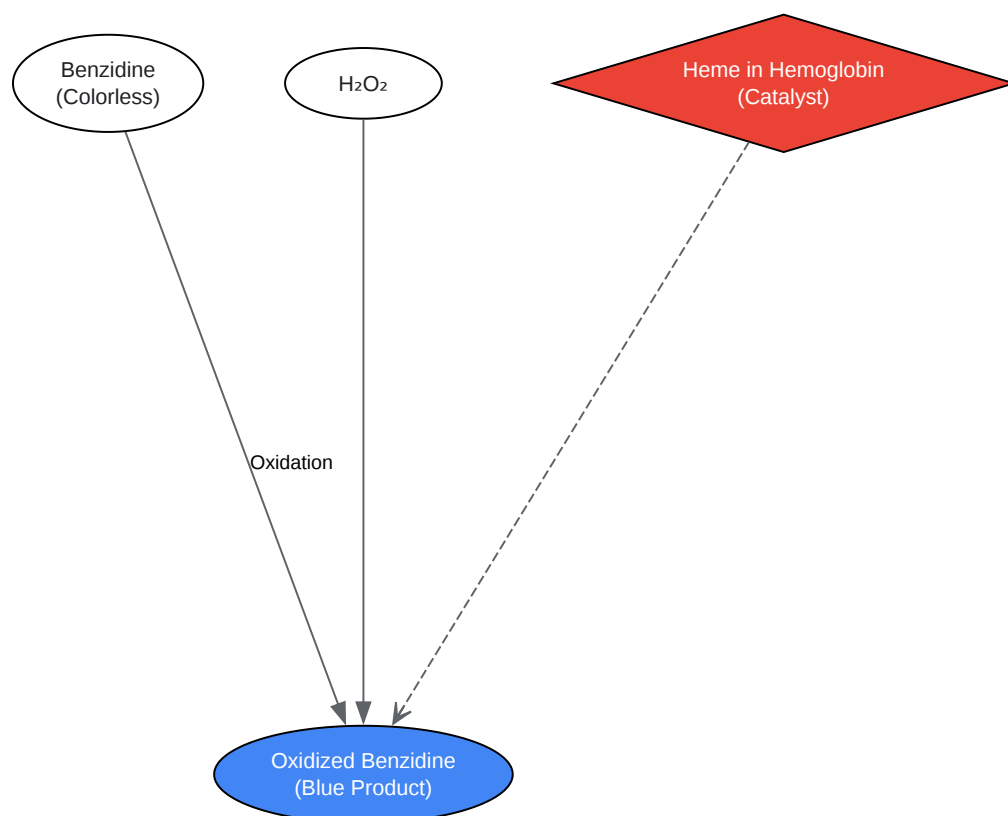 Benzidine
(Colorless)
H₂O₂
Heme in Hemoglobin
(Catalyst)
Oxidation
Oxidized Benzidine
(Blue Product)